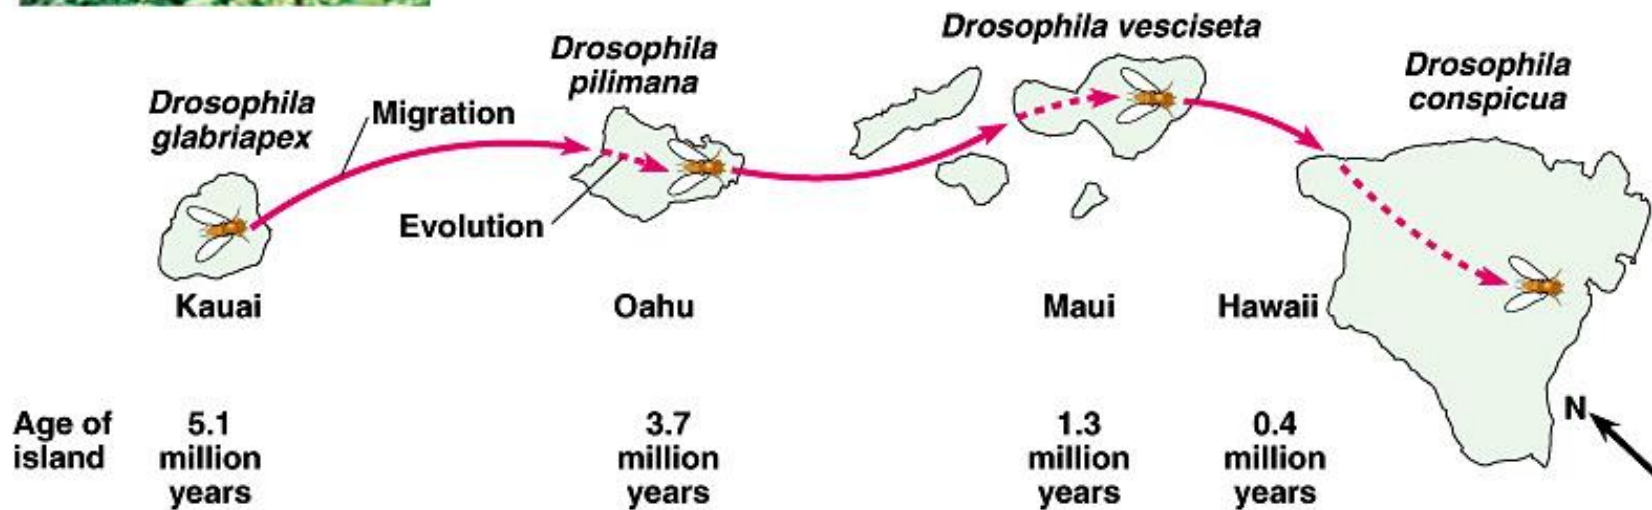 Drosophila
glabriapex
Migration
Drosophila
pilimana
Evolution
Drosophila vesciseta
Drosophila
conspicua
Kauai
Oahu
Maui
Hawaii
N
Age of
island
5.1
million
years
3.7
million
years
1.3
million
years
0.4
million
years